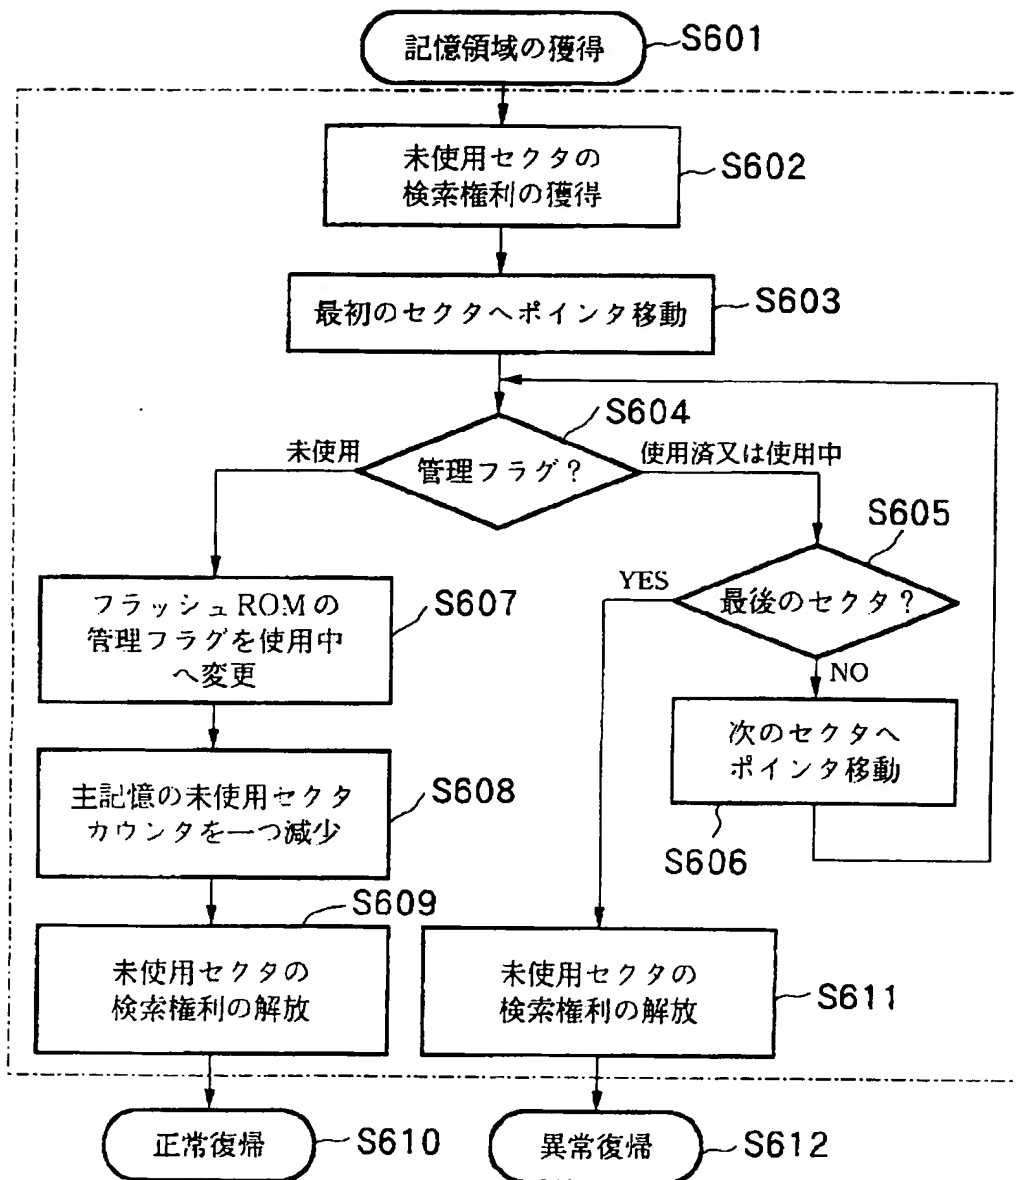 記憶領域の獲得
S601
未使用セクタの
検索権利の獲得
S602
最初のセクタへポインタ移動
S603
S604
未使用
管理フラグ?
使用済又は使用中
S605
YES
最後のセクタ?
NO
フラッシュROMの
管理フラグを使用中
へ変更
S607
次のセクタへ
ポインタ移動
S606
主記憶の未使用セクタ
カウンタを一つ減少
S608
S609
未使用セクタの
検索権利の解放
未使用セクタの
検索権利の解放
S611
正常復帰
S610
異常復帰
S612